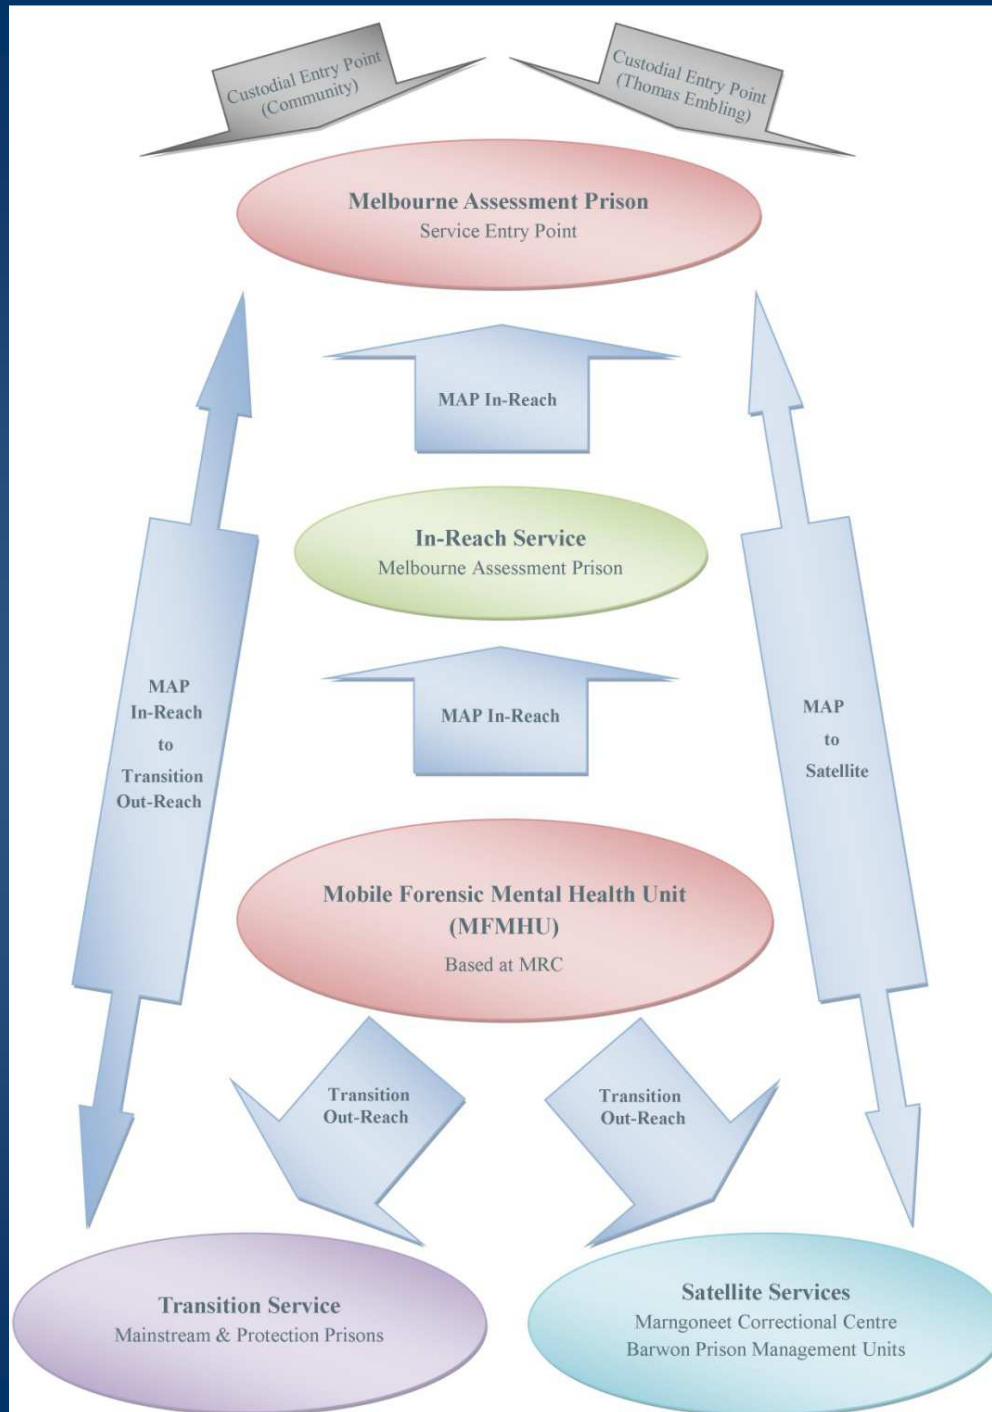 Custodial Entry Point
(Community)
Custodial Entry Point
(Thomas Embling)
Melbourne Assessment Prison
Service Entry Point
MAP In-Reach
In-Reach Service
Melbourne Assessment Prison
MAP
In-Reach
to
Transition
Out-Reach
MAP In-Reach
MAP
to
Satellite
Mobile Forensic Mental Health Unit
(MFMHU)
Based at MRC
Transition
Out-Reach
Transition
Out-Reach
Transition Service
Mainstream & Protection Prisons
Satellite Services
Marngoneet Correctional Centre
Barwon Prison Management Units